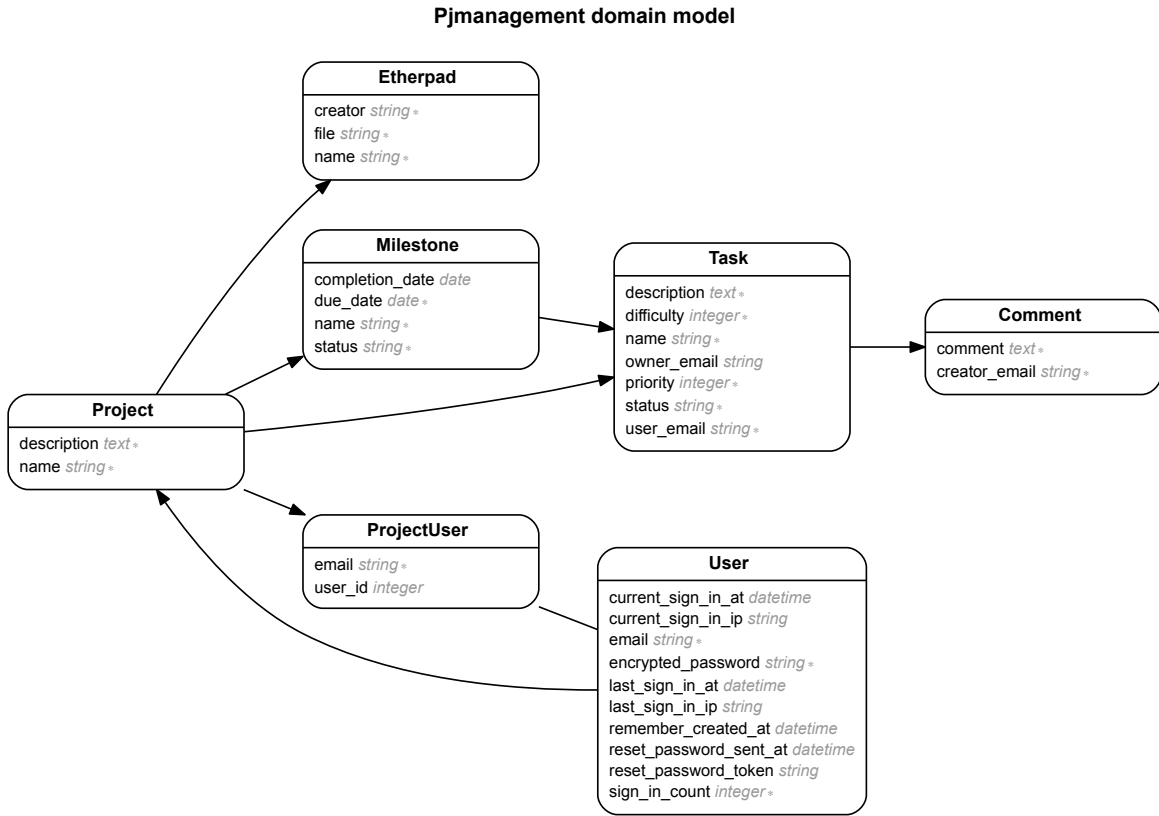 Pjmanagement domain model
Etherpad
creator string ∗
file string ∗
name string ∗
Milestone
completion_date date
due_date date ∗
name string ∗
status string ∗
Task
description text ∗
difficulty integer ∗
name string ∗
owner_email string
priority integer ∗
status string ∗
user_email string ∗
Comment
comment text ∗
creator_email string ∗
Project
description text ∗
name string ∗
ProjectUser
email string ∗
user_id integer
User
current_sign_in_at datetime
current_sign_in_ip string
email string ∗
encrypted_password string ∗
last_sign_in_at datetime
last_sign_in_ip string
remember_created_at datetime
reset_password_sent_at datetime
reset_password_token string
sign_in_count integer ∗